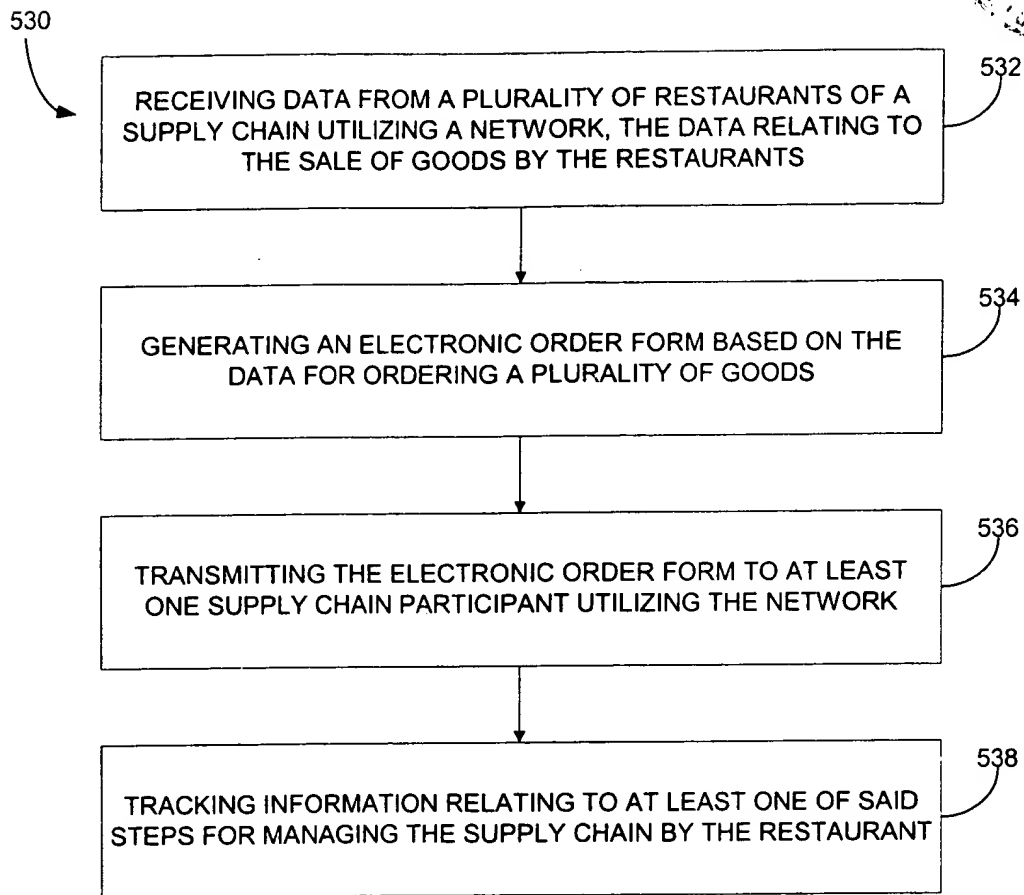 530
532
RECEIVING DATA FROM A PLURALITY OF RESTAURANTS OF A
SUPPLY CHAIN UTILIZING A NETWORK, THE DATA RELATING TO
THE SALE OF GOODS BY THE RESTAURANTS
534
GENERATING AN ELECTRONIC ORDER FORM BASED ON THE
DATA FOR ORDERING A PLURALITY OF GOODS
536
TRANSMITTING THE ELECTRONIC ORDER FORM TO AT LEAST
ONE SUPPLY CHAIN PARTICIPANT UTILIZING THE NETWORK
538
TRACKING INFORMATION RELATING TO AT LEAST ONE OF SAID
STEPS FOR MANAGING THE SUPPLY CHAIN BY THE RESTAURANT